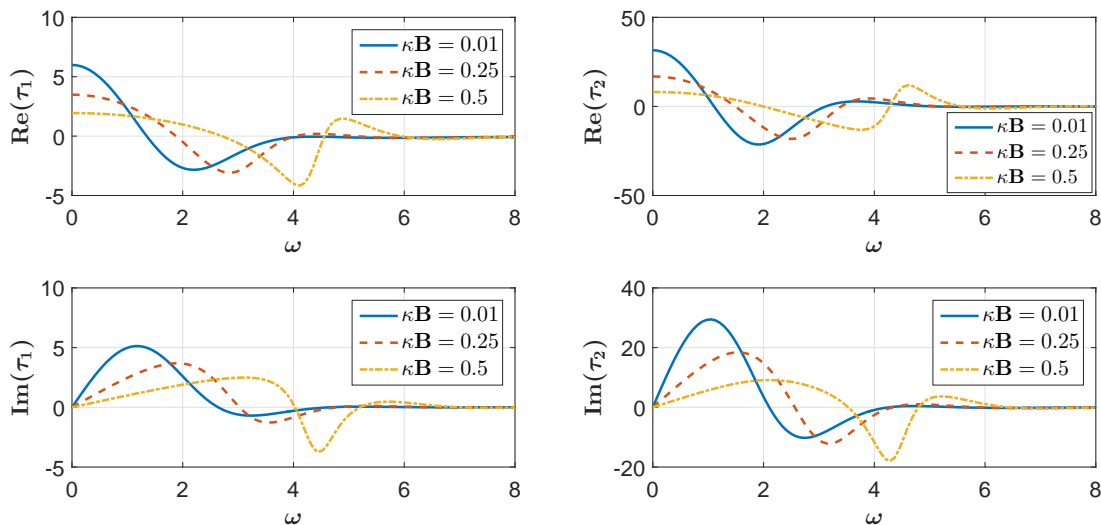 10
5
0
-5
Re(τ₁)
κB = 0.01
κB = 0.25
κB = 0.5
0 2 4 6 8
ω
50
0
-50
Re(τ₂)
κB = 0.01
κB = 0.25
κB = 0.5
0 2 4 6 8
ω
10
5
0
-5
Im(τ₁)
κB = 0.01
κB = 0.25
κB = 0.5
0 2 4 6 8
ω
40
20
0
-20
Im(τ₂)
κB = 0.01
κB = 0.25
κB = 0.5
0 2 4 6 8
ω